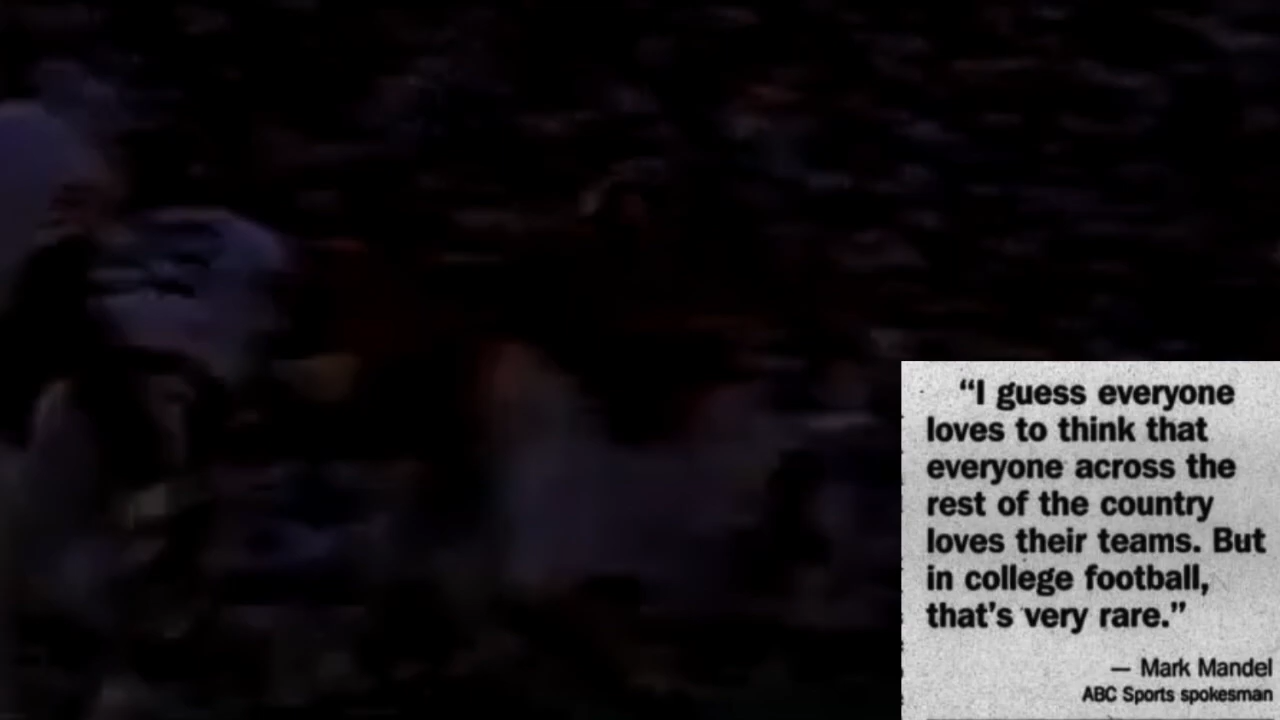 “I guess everyone
loves to think that
everyone across the
rest of the country
loves their teams. But
in college football,
that's very rare.”
— Mark Mandel
ABC Sports spokesman